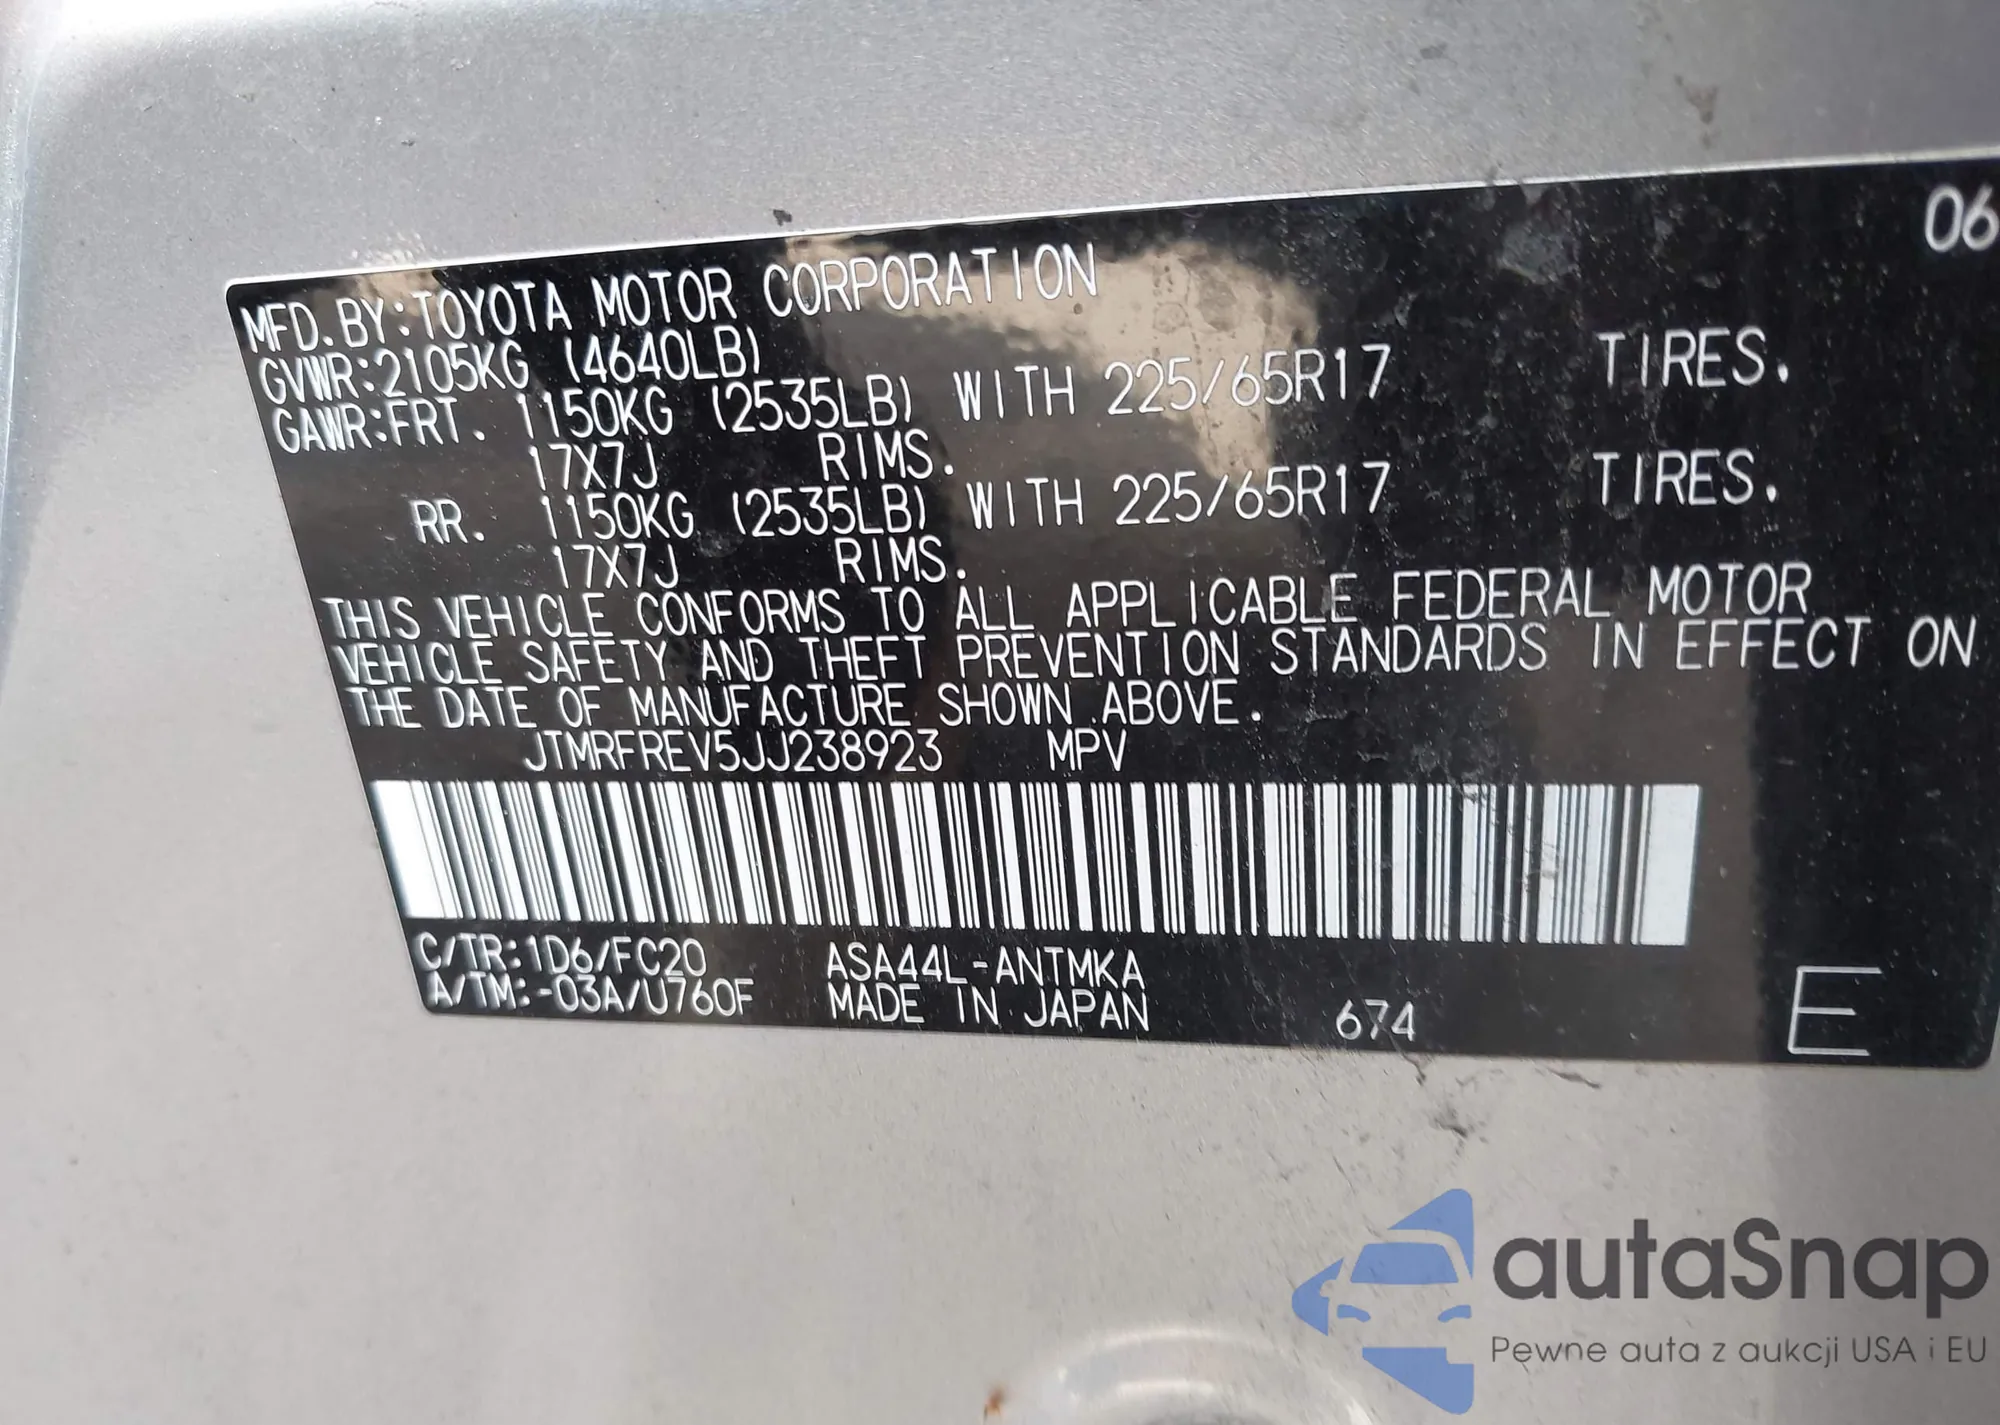 06
MFD. BY: TOYOTA MOTOR CORPORATION
GVWR: 2105KG (4640LB)
GAWR: FRT. 1150KG (2535LB) WITH 225/65R17 TIRES.
17X7J RIMS.
RR. 1150KG (2535LB) WITH 225/65R17 TIRES.
17X7J RIMS.
THIS VEHICLE CONFORMS TO ALL APPLICABLE FEDERAL MOTOR
VEHICLE SAFETY AND THEFT PREVENTION STANDARDS IN EFFECT ON
THE DATE OF MANUFACTURE SHOWN ABOVE.
JTMRFREV5JJ238923 MPV
C/TR: 1D6/FC20 ASA44L-ANTMKA
A/TM: -03A/U760F MADE IN JAPAN 674 E
autaSnap
Pewne auta z aukcji USA i EU